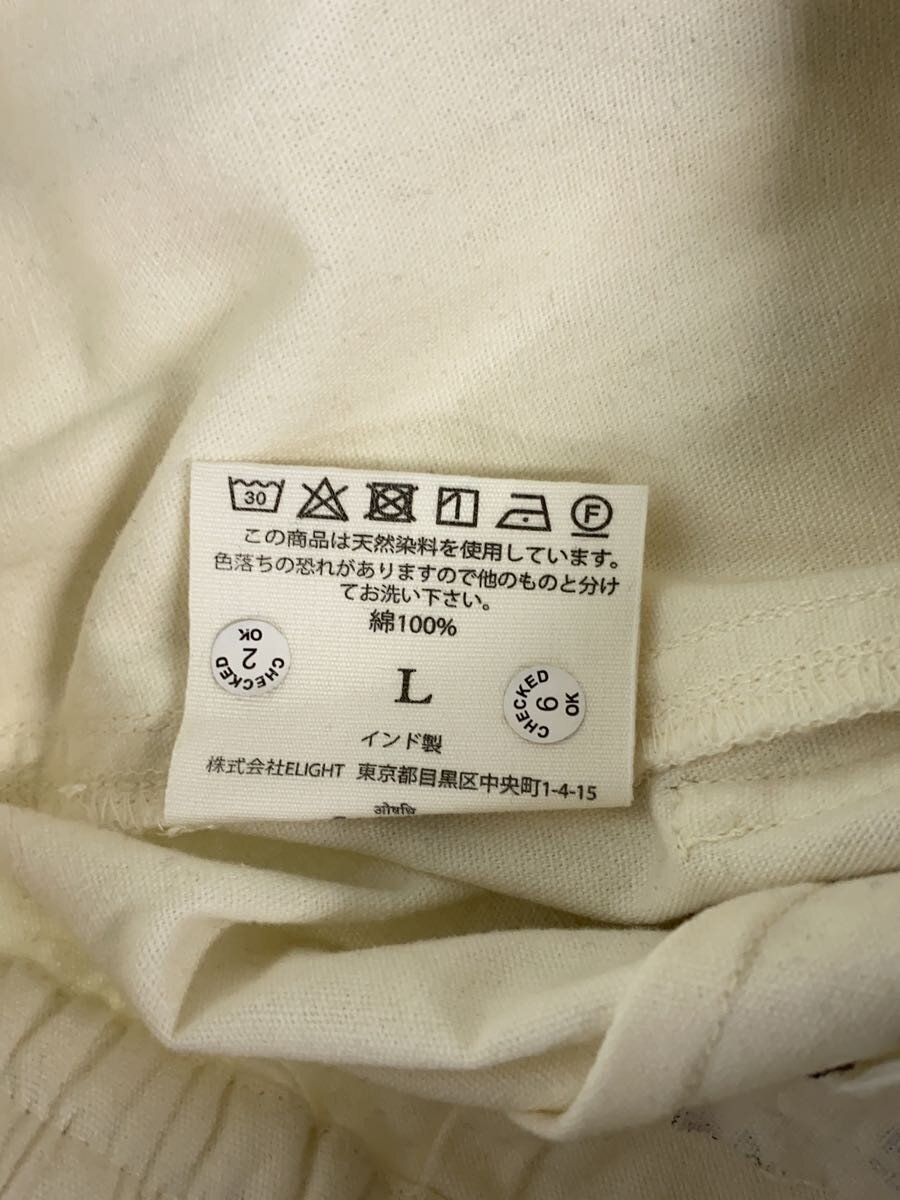 30 F
この商品は天然染料を使用しています。
色落ちの恐れがありますので他のものと分け
てお洗い下さい。
綿100%
CHECKED 2 OK
L
CHECKED 9 OK
インド製
株式会社ELIGHT 東京都目黒区中央町1-4-15
औषधि